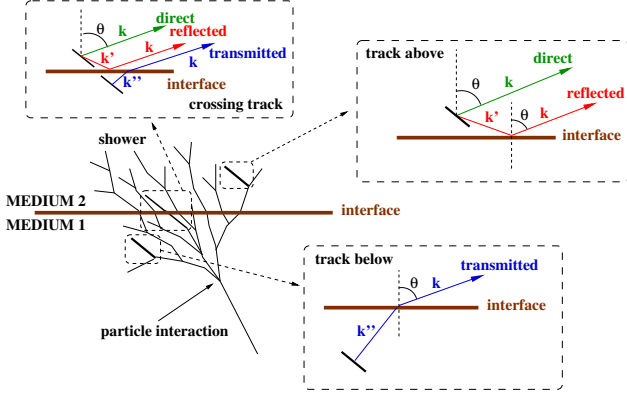 θ
direct
k
reflected
k
transmitted
k'
k
k''
interface
crossing track
track above
direct
θ
k
reflected
θ
k'
k
interface
shower
MEDIUM 2
interface
MEDIUM 1
track below
transmitted
θ
k
interface
k''
particle interaction